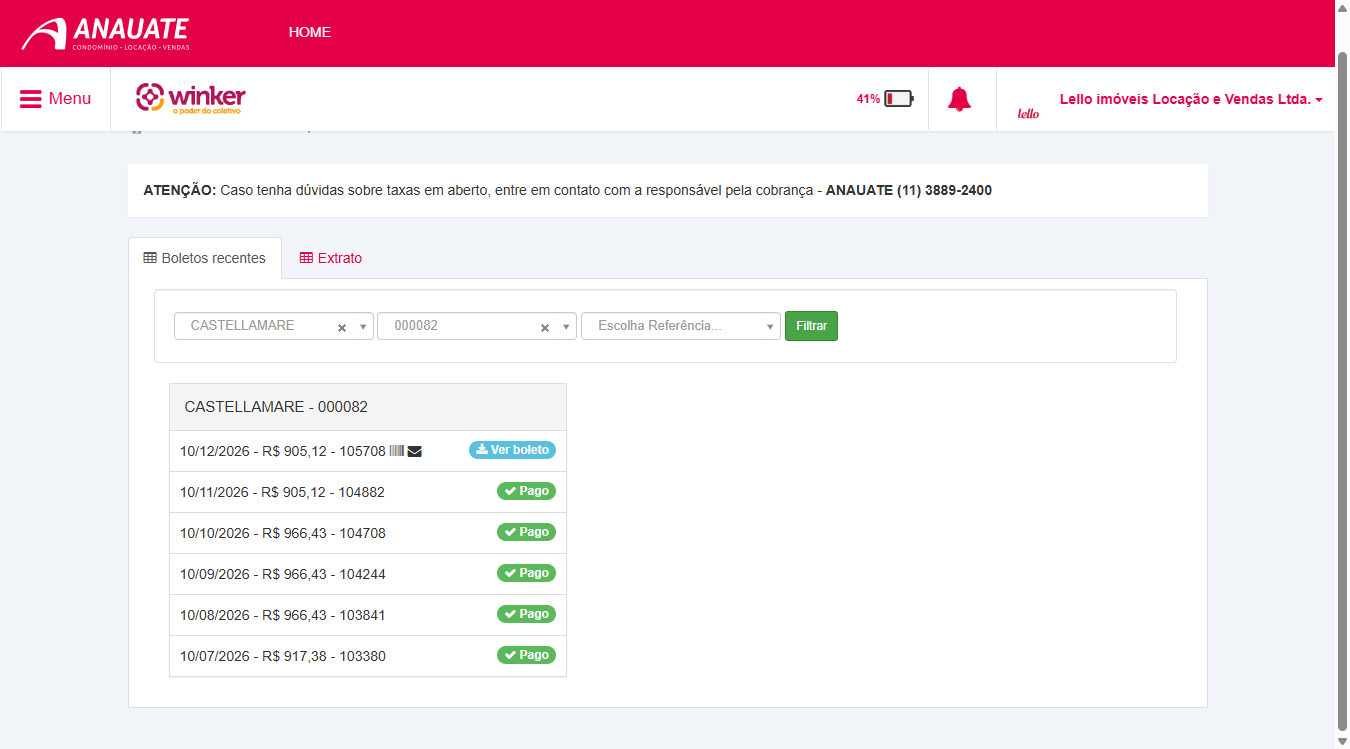 ANAUATE
CONDOMÍNIO - LOCAÇÃO - VENDAS
HOME
Menu
winker
o poder do coletivo
41%
lello
Lello imóveis Locação e Vendas Ltda.
ATENÇÃO: Caso tenha dúvidas sobre taxas em aberto, entre em contato com a responsável pela cobrança - ANAUATE (11) 3889-2400
Boletos recentes
Extrato
CASTELLAMARE
000082
Escolha Referência...
Filtrar
CASTELLAMARE - 000082
10/12/2026 - R$ 905,12 - 105708 Ver boleto
10/11/2026 - R$ 905,12 - 104882 Pago
10/10/2026 - R$ 966,43 - 104708 Pago
10/09/2026 - R$ 966,43 - 104244 Pago
10/08/2026 - R$ 966,43 - 103841 Pago
10/07/2026 - R$ 917,38 - 103380 Pago